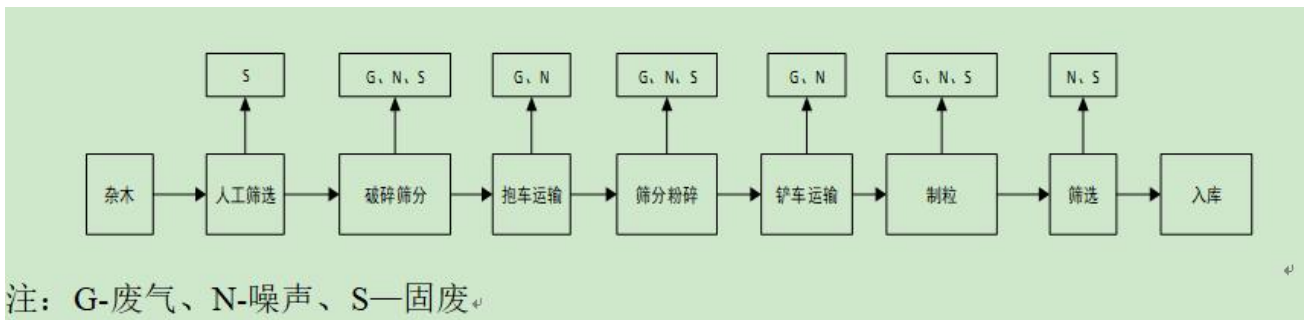 S G、N、S G、N G、N、S G、N G、N、S N、S
杂木 人工筛选 破碎筛分 抱车运输 筛分粉碎 铲车运输 制粒 筛选 入库
注：G-废气、N-噪声、S—固废